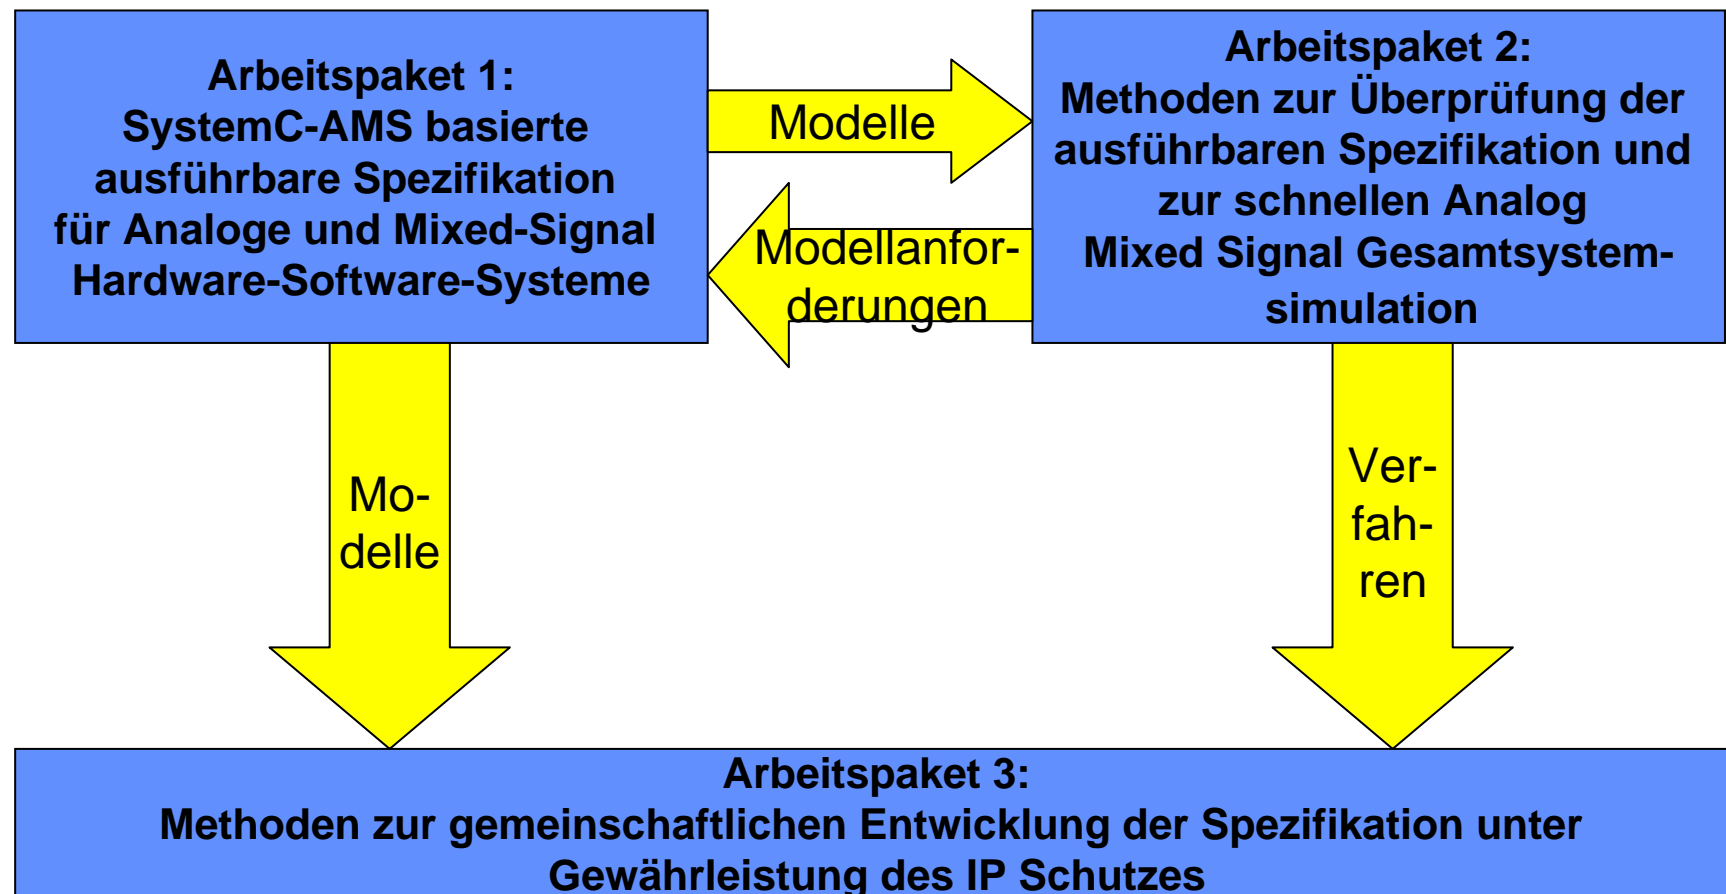 Arbeitspaket 1:
SystemC-AMS basierte
ausführbare Spezifikation
für Analoge und Mixed-Signal
Hardware-Software-Systeme
Modelle
Modellanfor-
derungen
Arbeitspaket 2:
Methoden zur Überprüfung der
ausführbaren Spezifikation und
zur schnellen Analog
Mixed Signal Gesamtsystem-
simulation
Mo-
delle
Ver-
fah-
ren
Arbeitspaket 3:
Methoden zur gemeinschaftlichen Entwicklung der Spezifikation unter
Gewährleistung des IP Schutzes